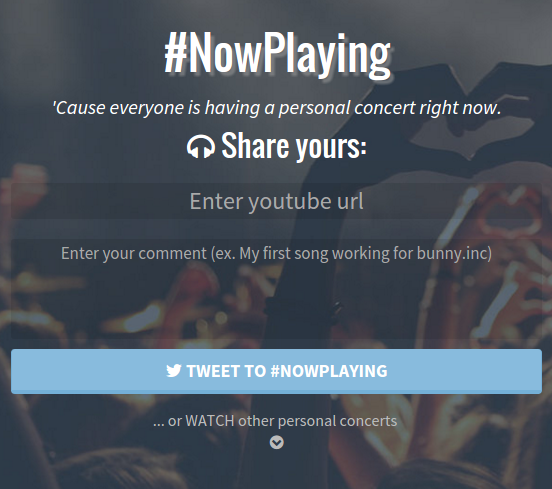 #NowPlaying
'Cause everyone is having a personal concert right now.
Share yours:
Enter youtube url
Enter your comment (ex. My first song working for bunny.inc)
TWEET TO #NOWPLAYING
... or WATCH other personal concerts